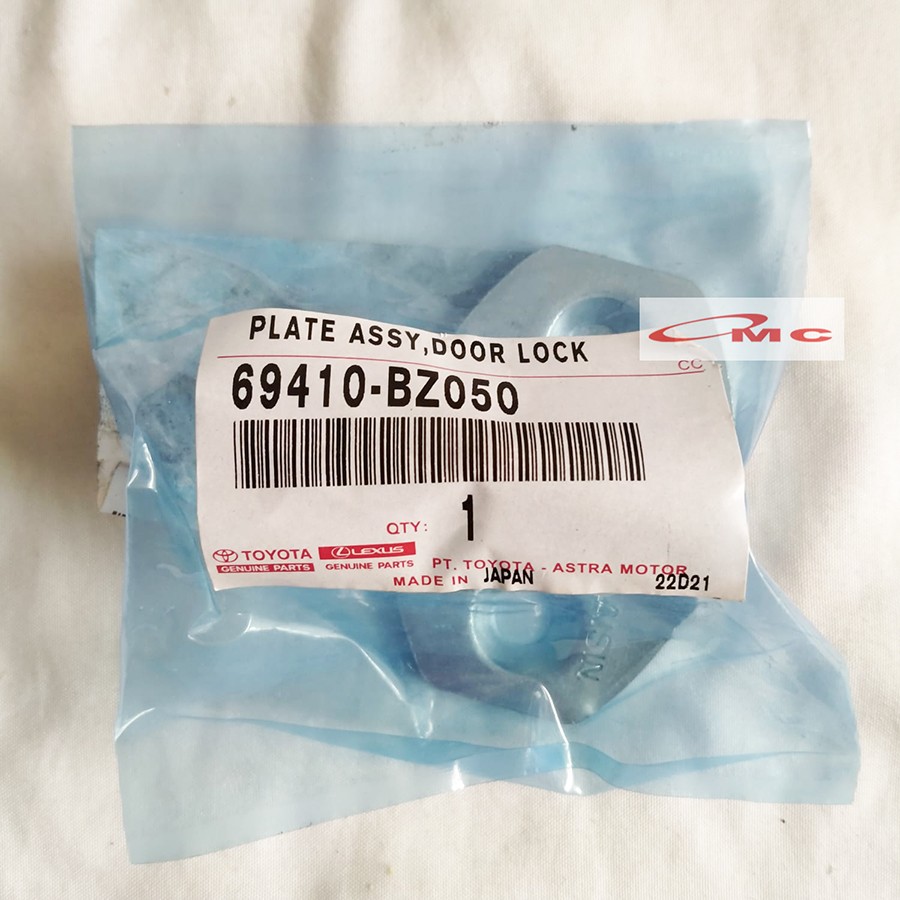 CMC
PLATE ASSY,DOOR LOCK
CC
69410-BZ050
QTY: 1
TOYOTA LEXUS
GENUINE PARTS GENUINE PARTS PT. TOYOTA - ASTRA MOTOR
MADE IN JAPAN 22D21